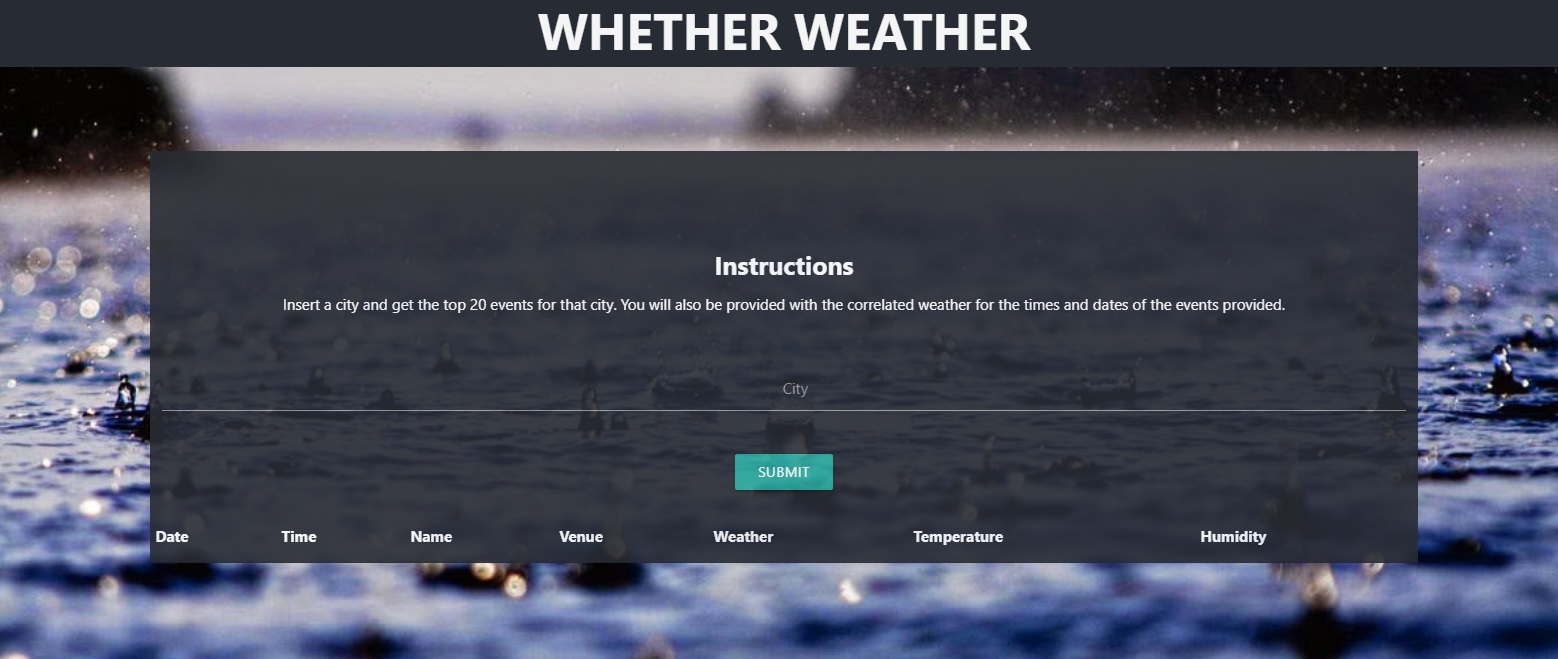 WHETHER WEATHER
Instructions
Insert a city and get the top 20 events for that city. You will also be provided with the correlated weather for the times and dates of the events provided.
City
SUBMIT
Date Time Name Venue Weather Temperature Humidity